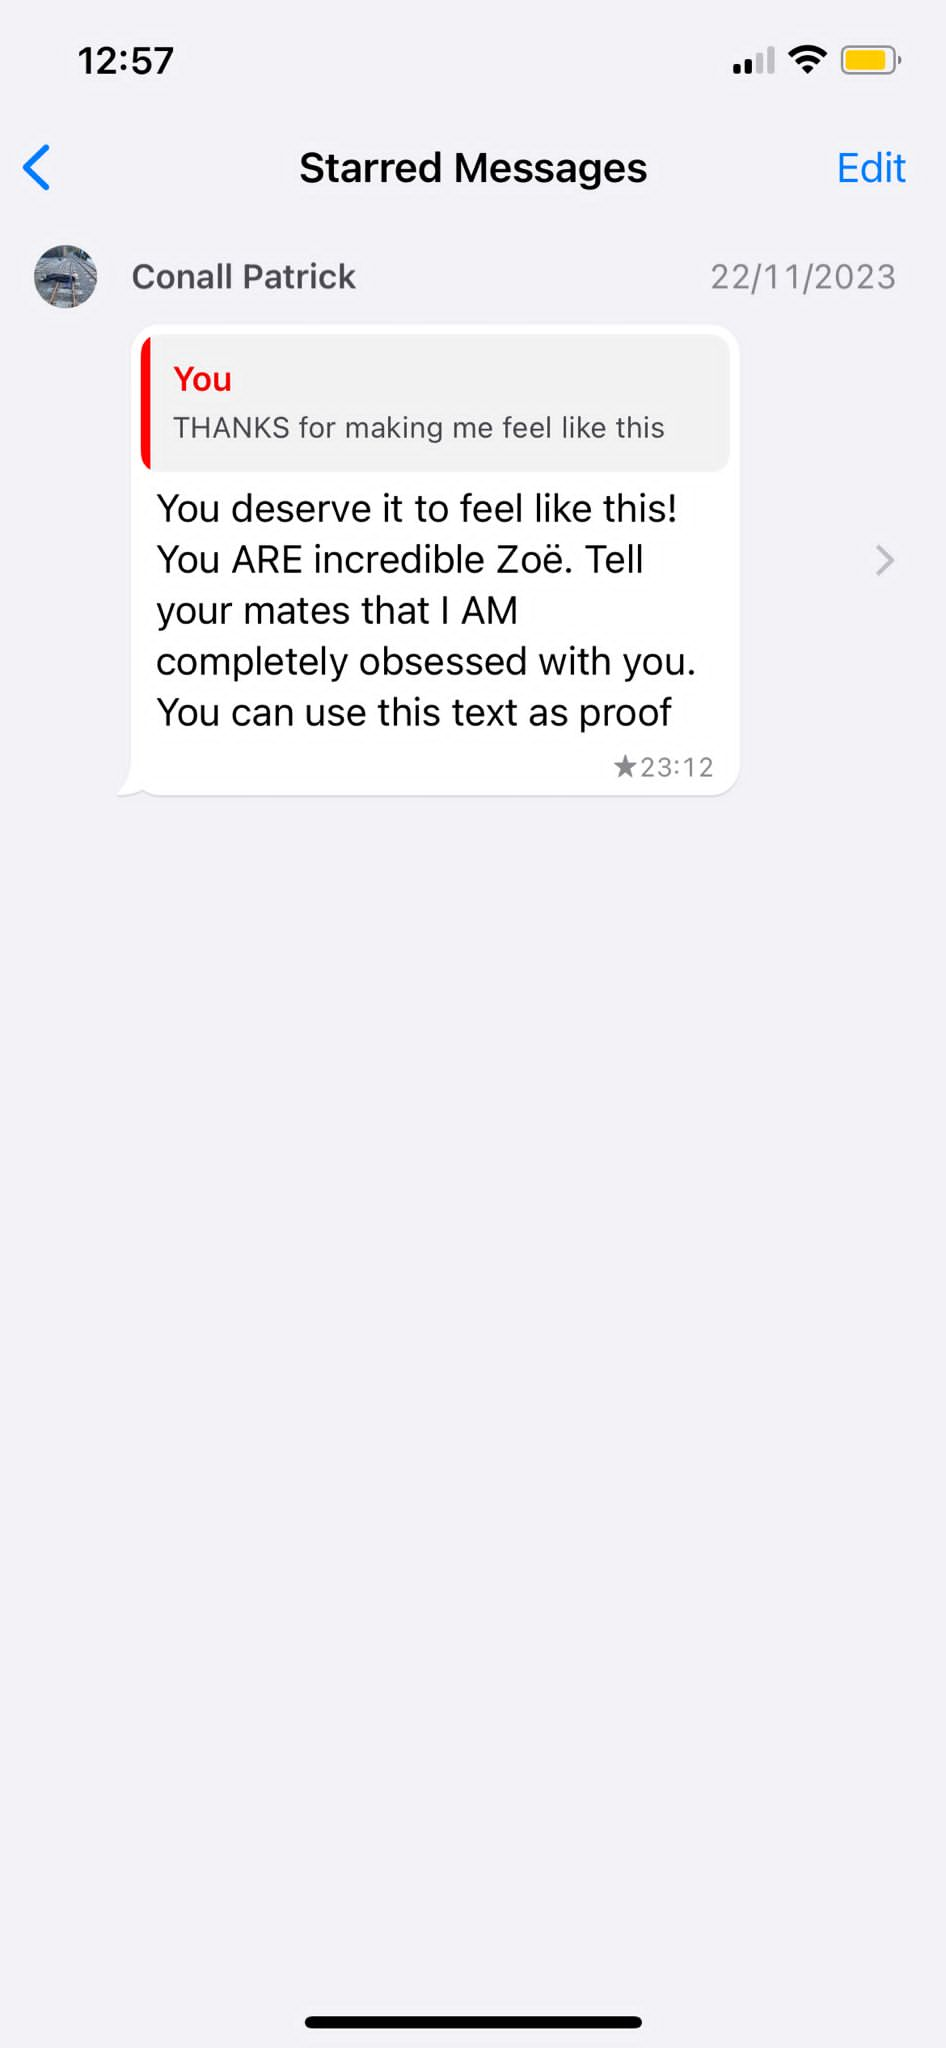 12:57
Starred Messages
Edit
Conall Patrick
22/11/2023
You
THANKS for making me feel like this
You deserve it to feel like this!
You ARE incredible Zoë. Tell
your mates that I AM
completely obsessed with you.
You can use this text as proof
★23:12